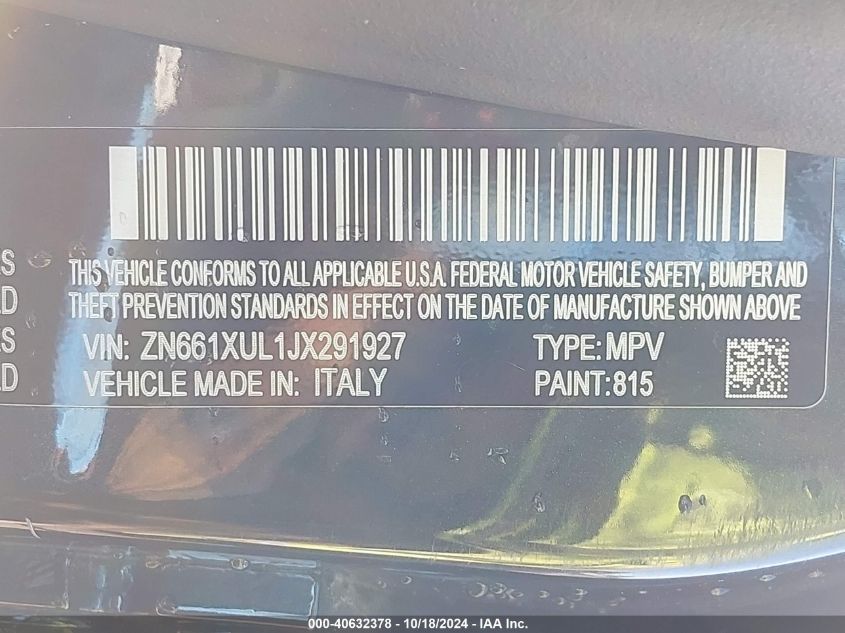 THIS VEHICLE CONFORMS TO ALL APPLICABLE U.S.A. FEDERAL MOTOR VEHICLE SAFETY, BUMPER AND
THEFT PREVENTION STANDARDS IN EFFECT ON THE DATE OF MANUFACTURE SHOWN ABOVE
VIN: ZN661XUL1JX291927 TYPE: MPV
VEHICLE MADE IN: ITALY PAINT: 815
000-40632378 - 10/18/2024 - IAA Inc.